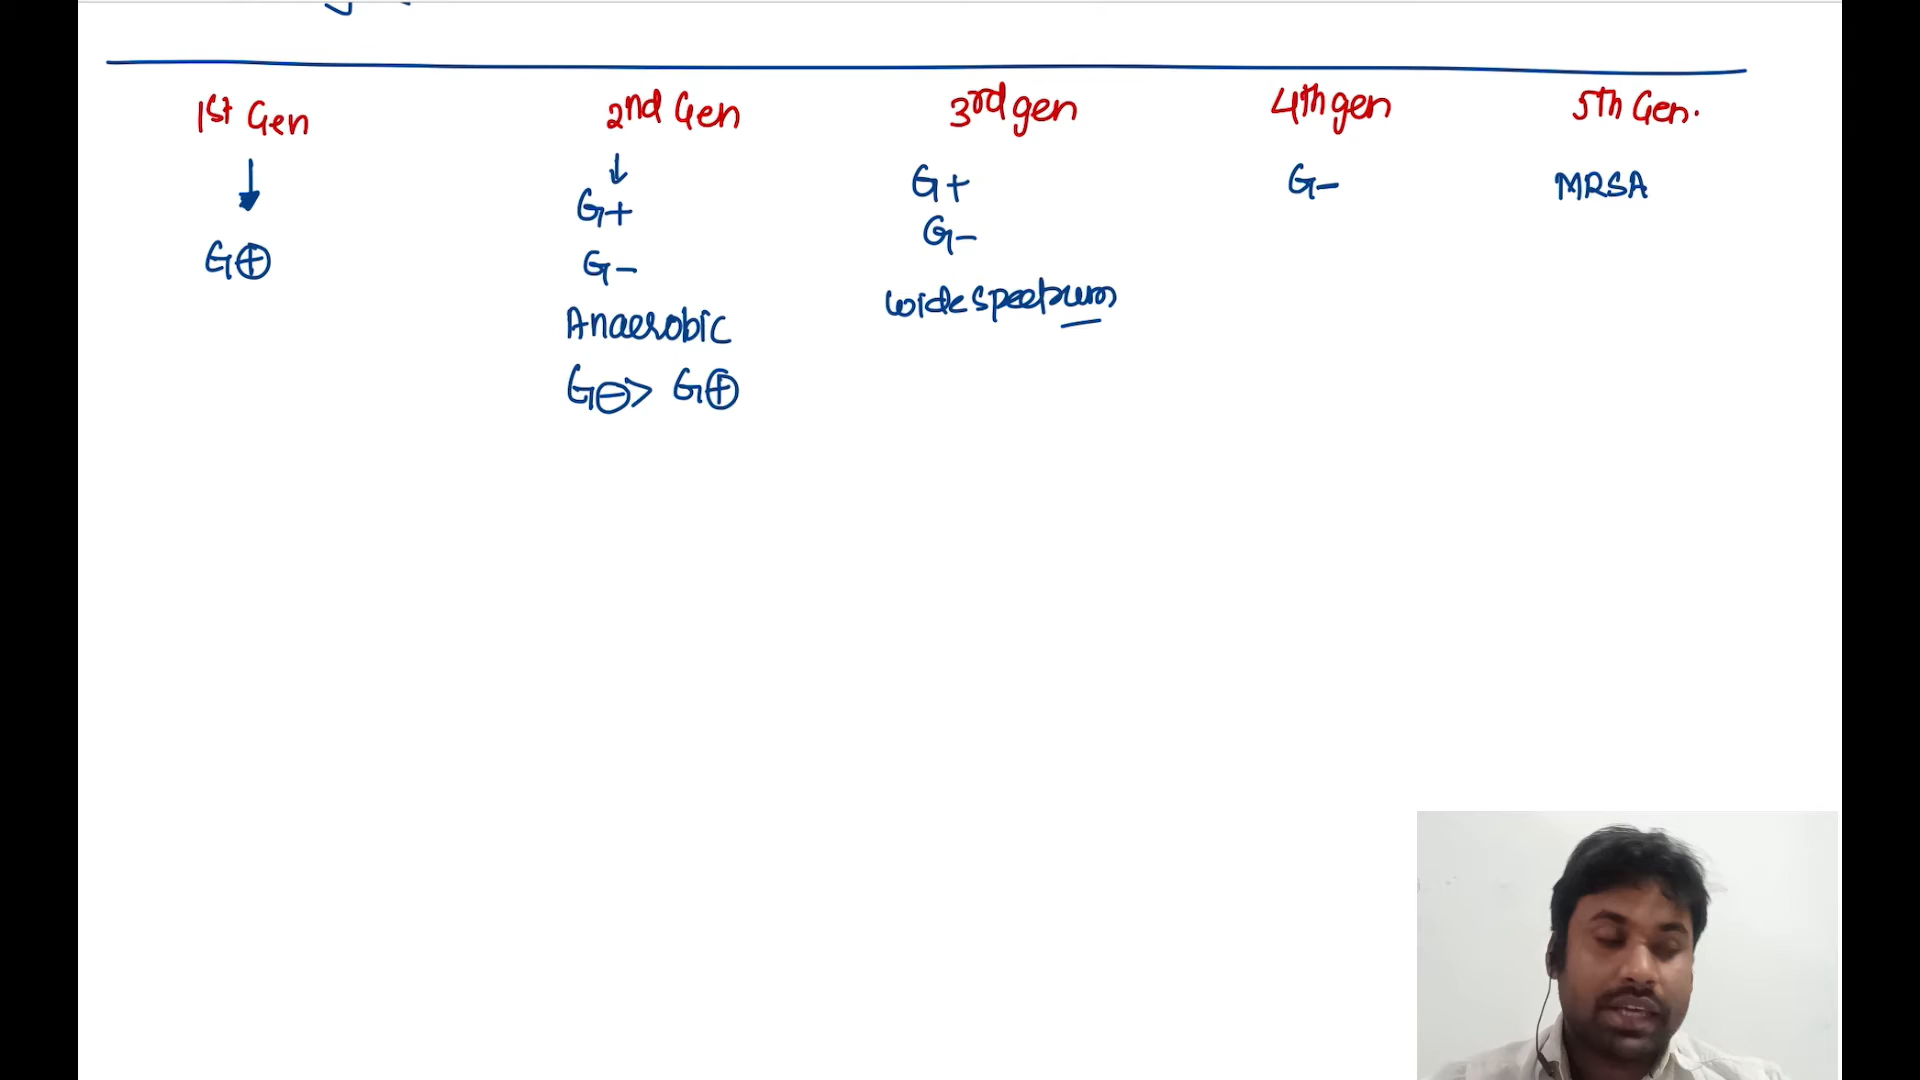 1st Gen 2nd Gen 3rd gen 4th gen 5th Gen.
G⊕
G+
G-
Anaerobic
G⊖> G⊕
G+
G-
wide spectrum
G-
MRSA